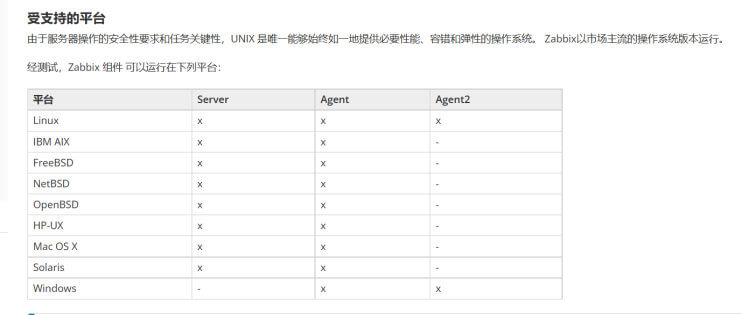 受支持的平台
由于服务器操作的安全性要求和任务关键性，UNIX 是唯一能够始终如一地提供必要性能、容错和弹性的操作系统。 Zabbix以市场主流的操作系统版本运行。
经测试，Zabbix 组件 可以运行在下列平台：
平台 Server Agent Agent2
Linux x x x
IBM AIX x x -
FreeBSD x x -
NetBSD x x -
OpenBSD x x -
HP-UX x x -
Mac OS X x x -
Solaris x x -
Windows - x x